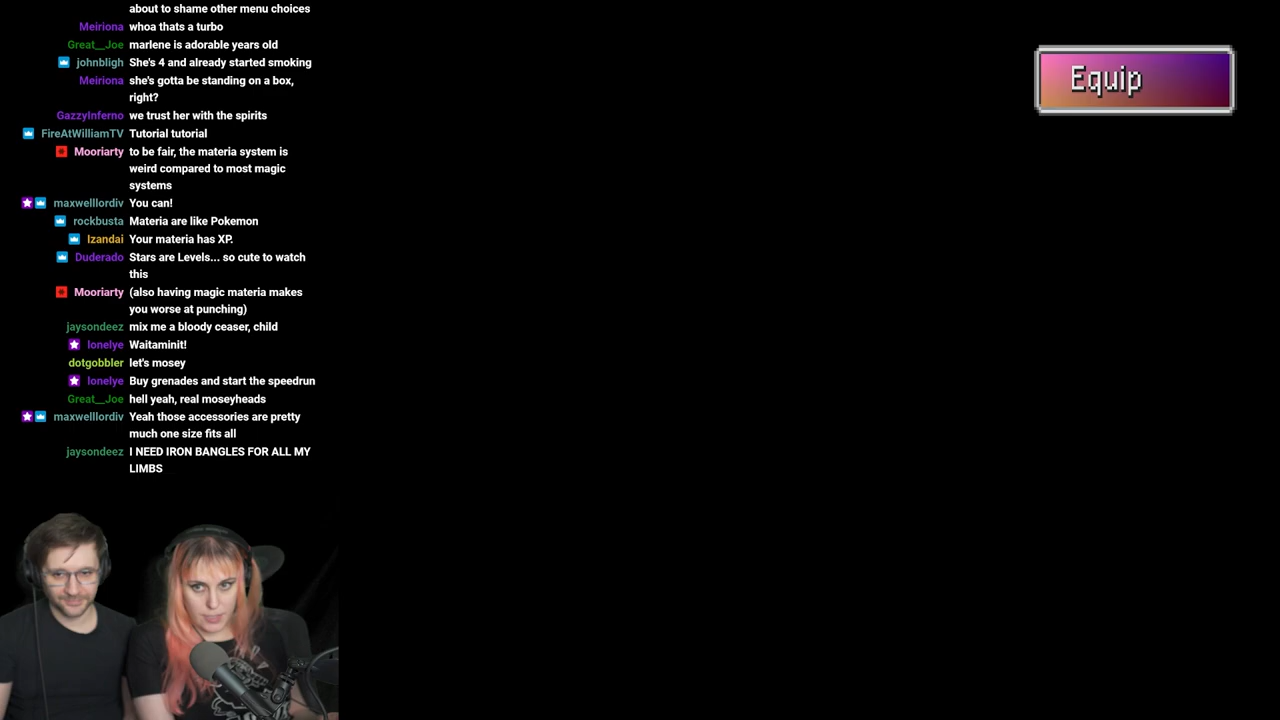 about to shame other menu choices
Meiriona whoa thats a turbo
Great__Joe marlene is adorable years old
johnbligh She's 4 and already started smoking
Meiriona she's gotta be standing on a box,
right?
GazzyInferno we trust her with the spirits
FireAtWilliamTV Tutorial tutorial
Mooriarty to be fair, the materia system is
weird compared to most magic
systems
maxwelllordiv You can!
rockbusta Materia are like Pokemon
Izandai Your materia has XP.
Duderado Stars are Levels... so cute to watch
this
Mooriarty (also having magic materia makes
you worse at punching)
jaysondeez mix me a bloody ceaser, child
lonelye Waitaminit!
dotgobbler let's mosey
lonelye Buy grenades and start the speedrun
Great__Joe hell yeah, real moseyheads
maxwelllordiv Yeah those accessories are pretty
much one size fits all
jaysondeez I NEED IRON BANGLES FOR ALL MY
LIMBS
Equip